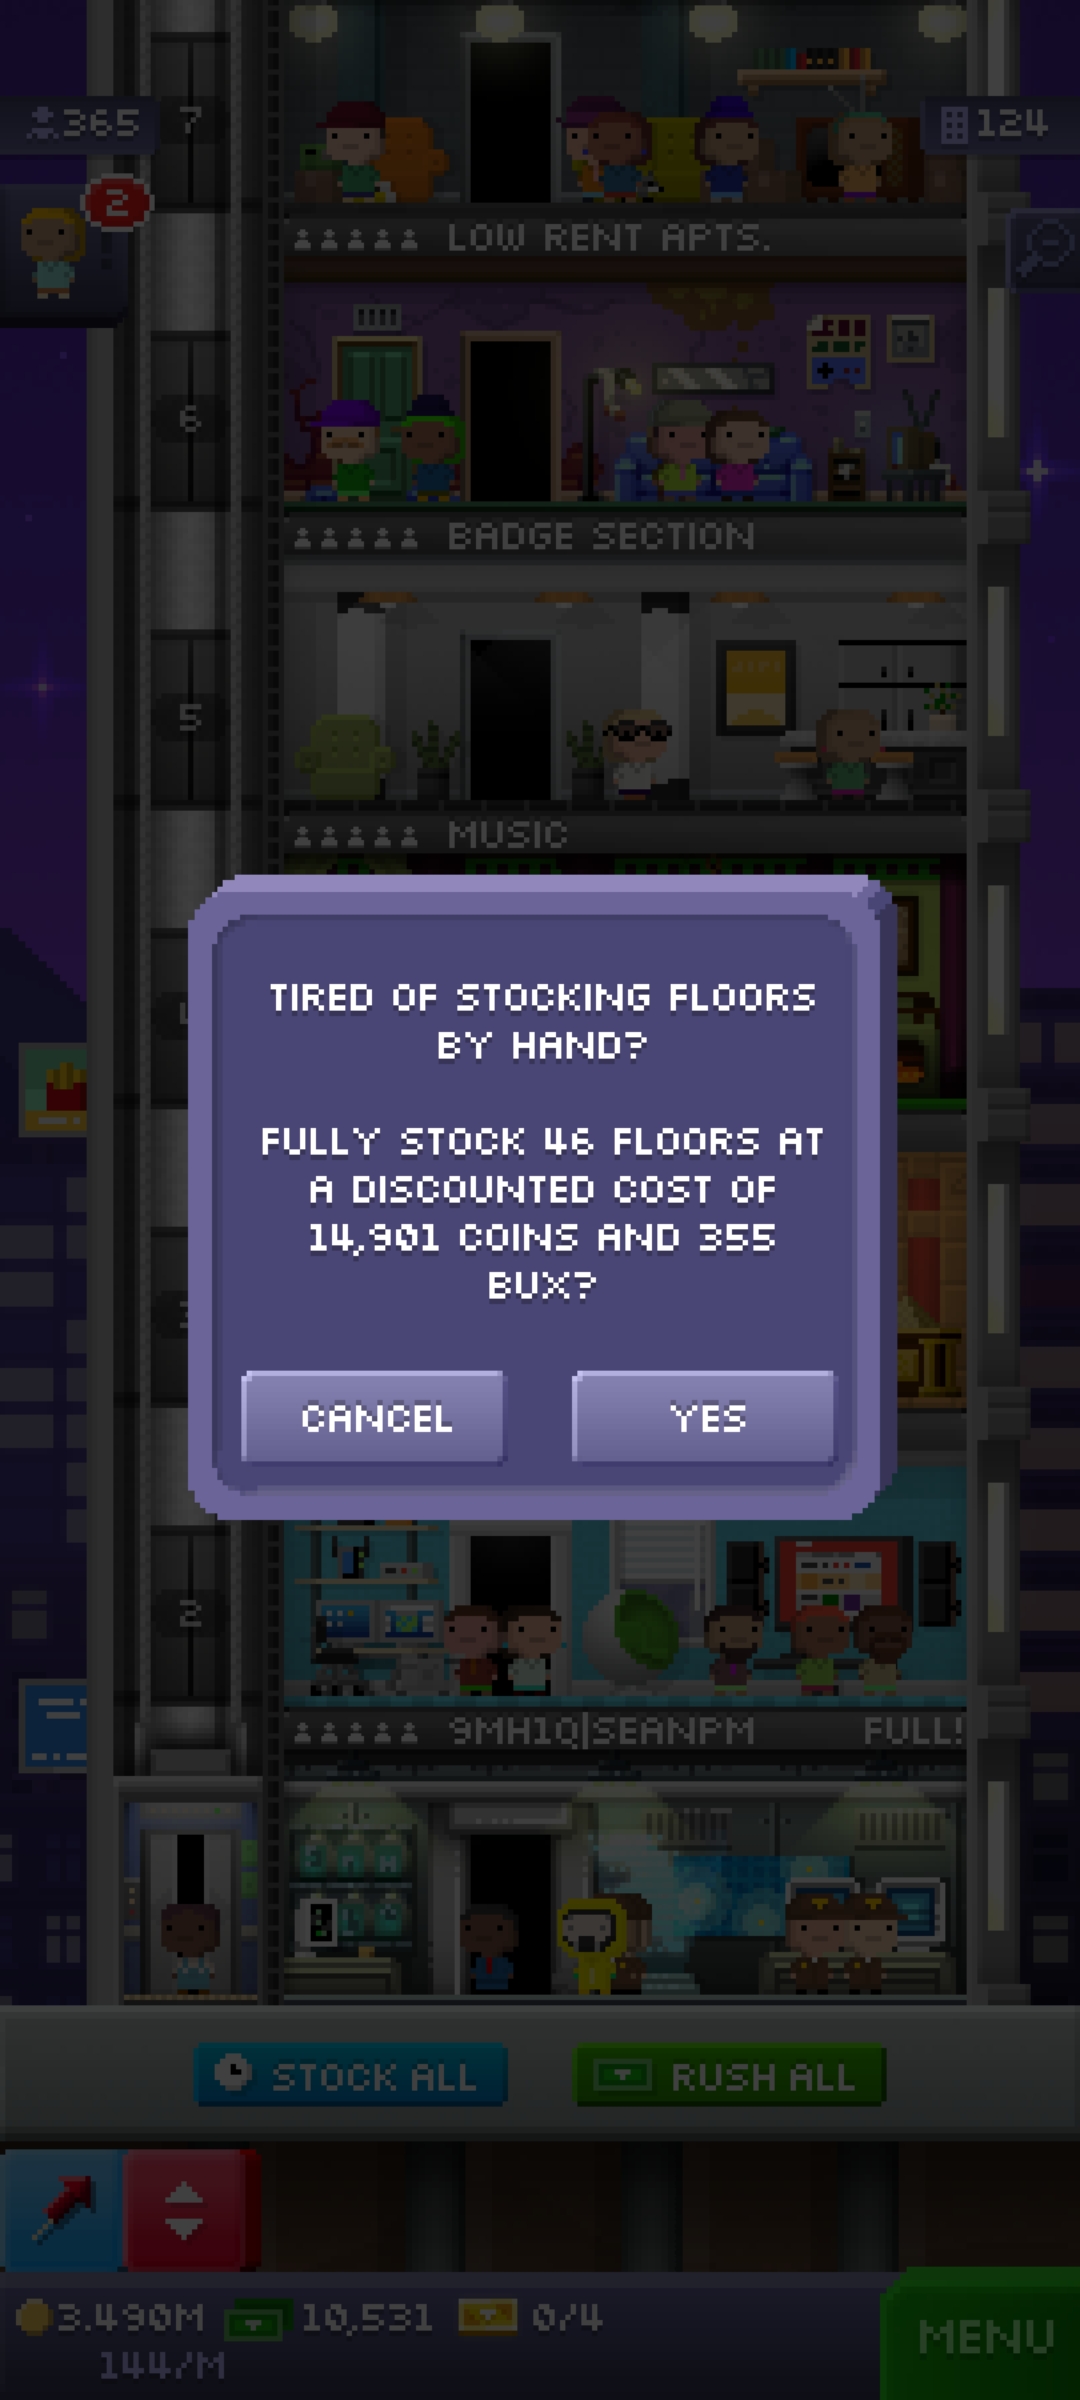 365
7
124
2
LOW RENT APTS.
6
BADGE SECTION
5
MUSIC
TIRED OF STOCKING FLOORS
BY HAND?
FULLY STOCK 46 FLOORS AT
A DISCOUNTED COST OF
14,901 COINS AND 355
BUX?
CANCEL
YES
2
9MH1Q|SEANPM
FULL!
STOCK ALL
RUSH ALL
3.490M
10,531
0/4
144/M
MENU